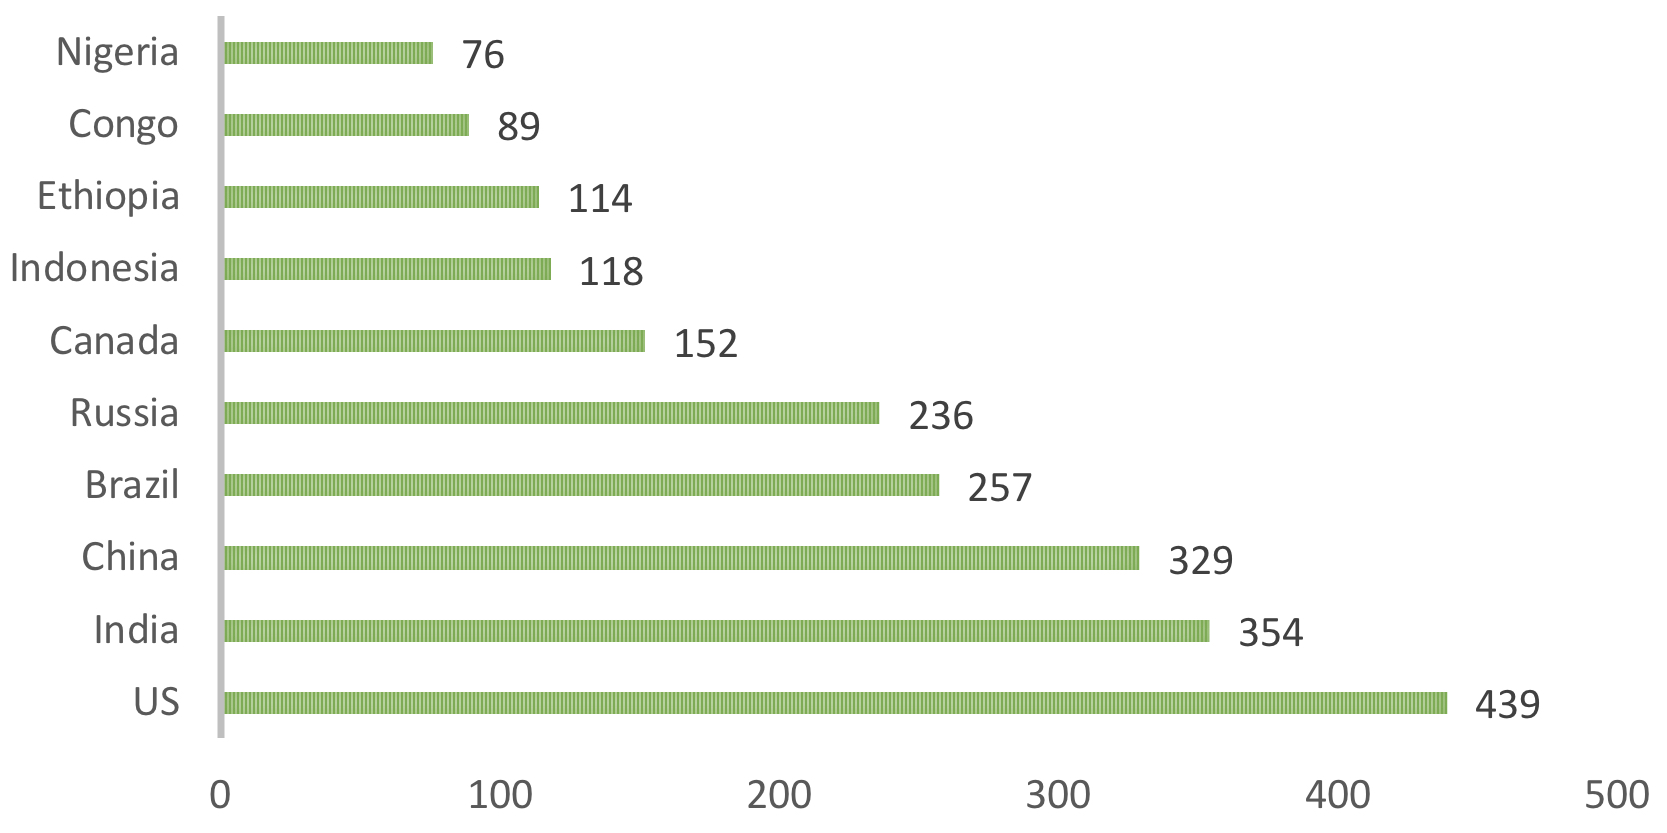 Nigeria 76
Congo 89
Ethiopia 114
Indonesia 118
Canada 152
Russia 236
Brazil 257
China 329
India 354
US 439
0 100 200 300 400 500